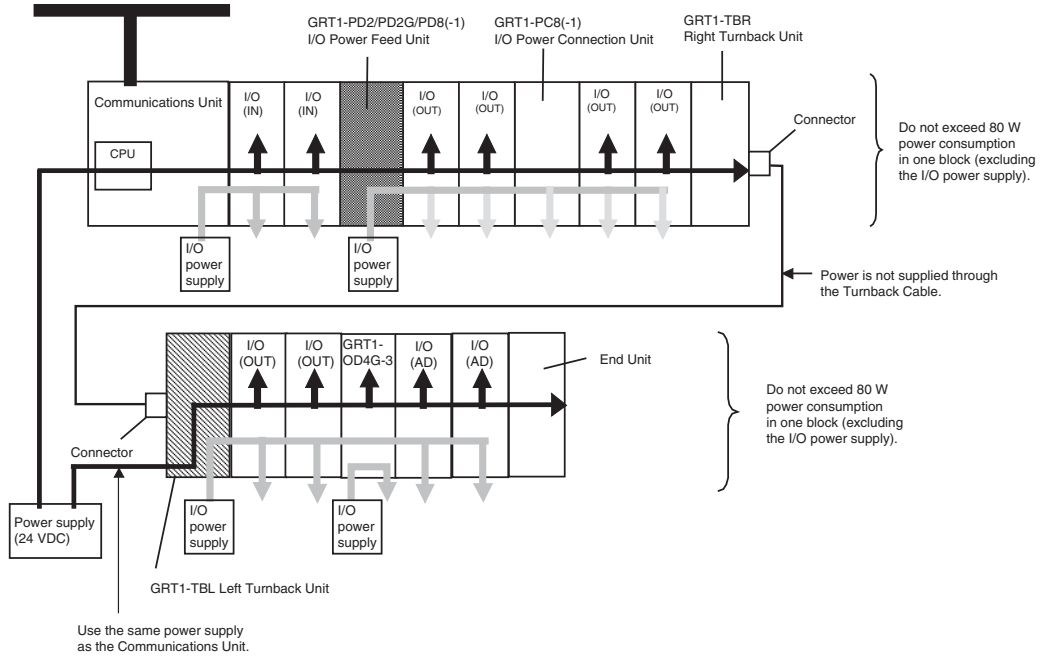 GRT1-PD2/PD2G/PD8(-1)
I/O Power Feed Unit
GRT1-PC8(-1)
I/O Power Connection Unit
GRT1-TBR
Right Turnback Unit
Communications Unit
CPU
I/O
(IN)
I/O
(IN)
I/O
(OUT)
I/O
(OUT)
I/O
(OUT)
I/O
(OUT)
Connector
Do not exceed 80 W
power consumption
in one block (excluding
the I/O power supply).
I/O
power
supply
I/O
power
supply
Power is not supplied through
the Turnback Cable.
I/O
(OUT)
I/O
(OUT)
GRT1-
OD4G-3
I/O
(AD)
I/O
(AD)
End Unit
Do not exceed 80 W
power consumption
in one block (excluding
the I/O power supply).
Connector
I/O
power
supply
I/O
power
supply
Power supply
(24 VDC)
GRT1-TBL Left Turnback Unit
Use the same power supply
as the Communications Unit.